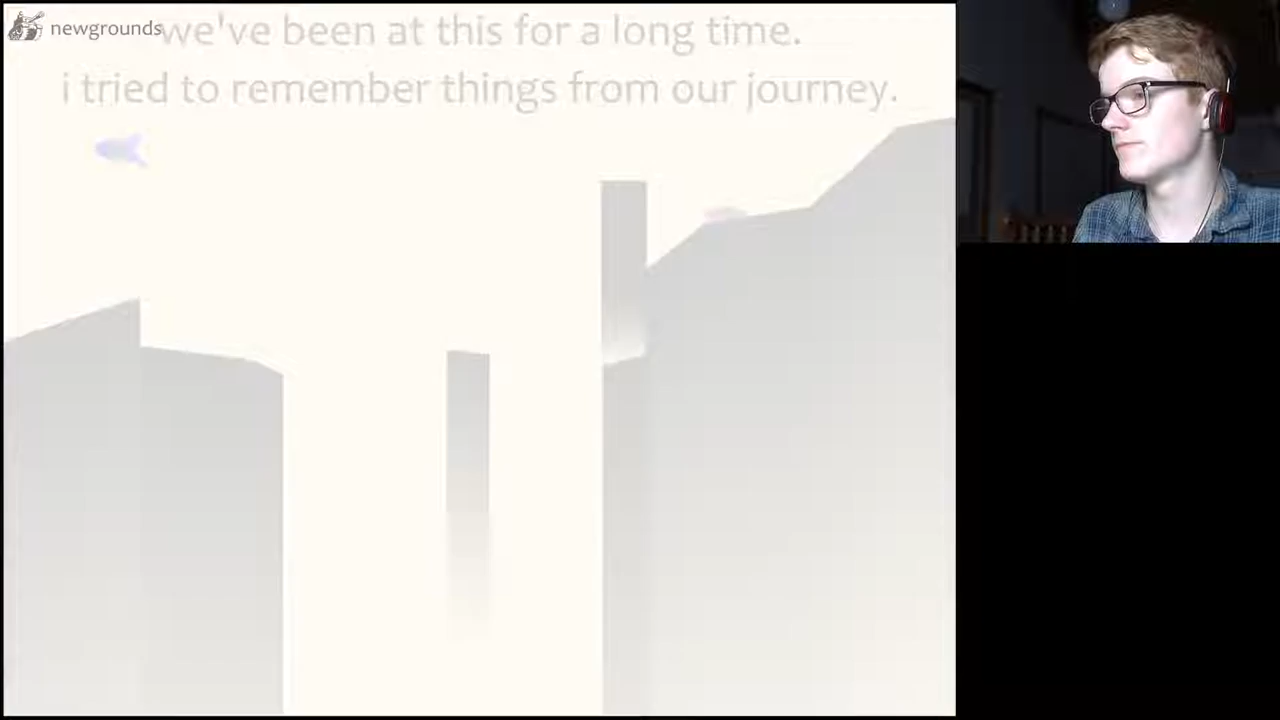 we've been at this for a long time.
newgrounds
i tried to remember things from our journey.